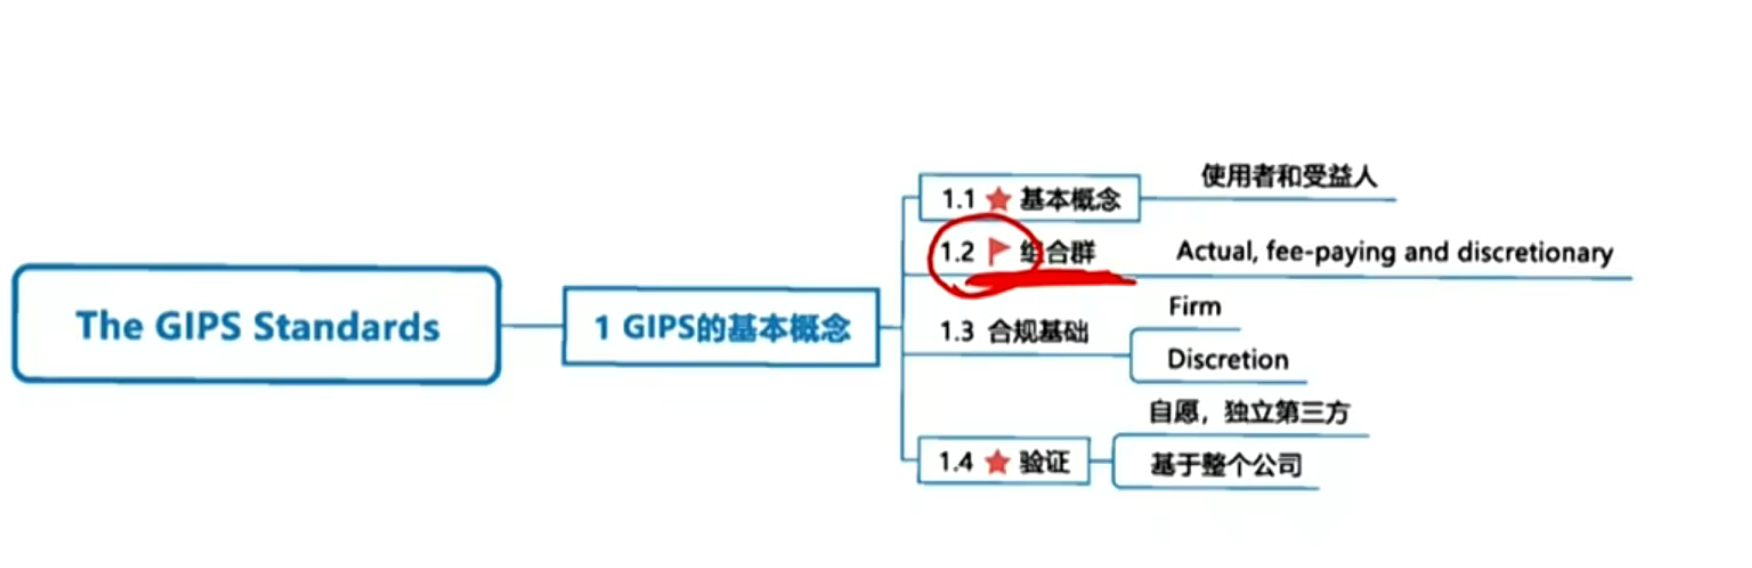 The GIPS Standards
1 GIPS的基本概念
1.1 基本概念
使用者和受益人
1.2 组合群
Actual, fee-paying and discretionary
1.3 合规基础
Firm
Discretion
1.4 验证
自愿，独立第三方
基于整个公司